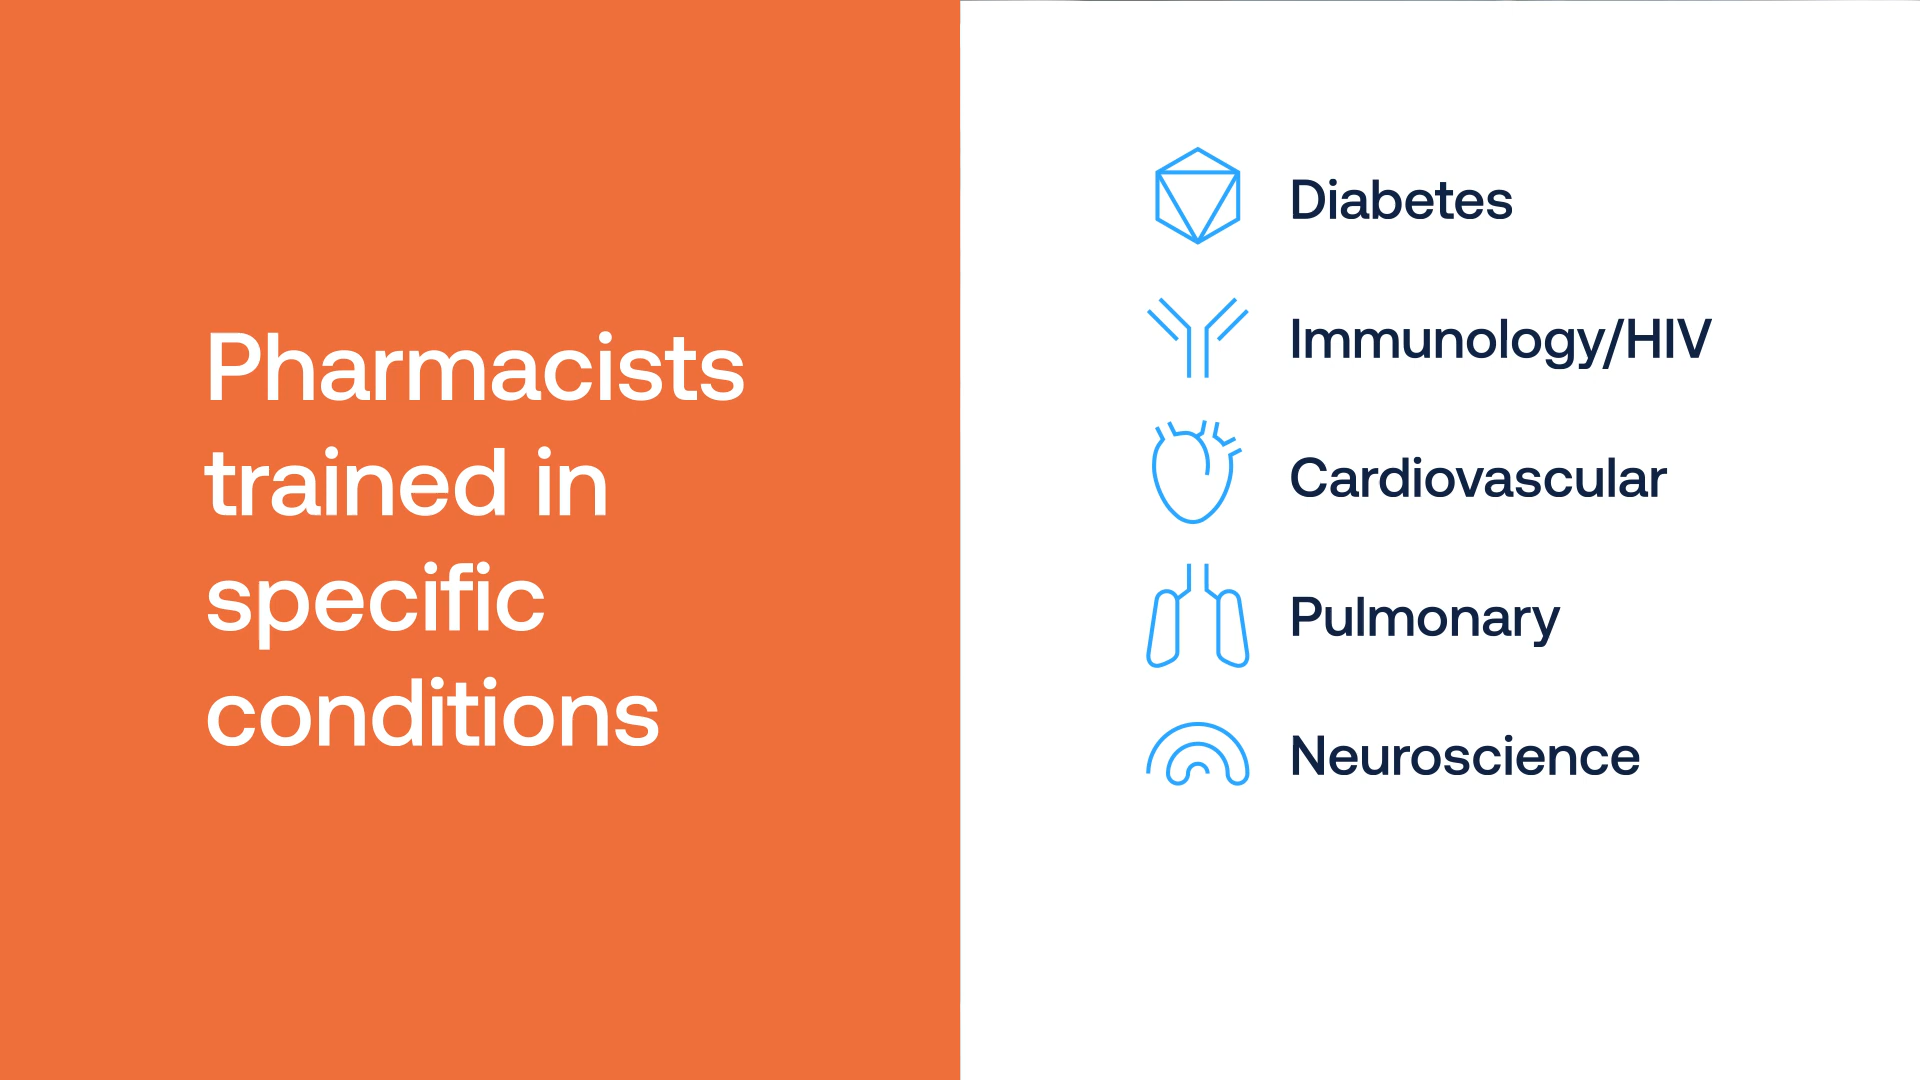 Pharmacists
trained in
specific
conditions
Diabetes
Immunology/HIV
Cardiovascular
Pulmonary
Neuroscience